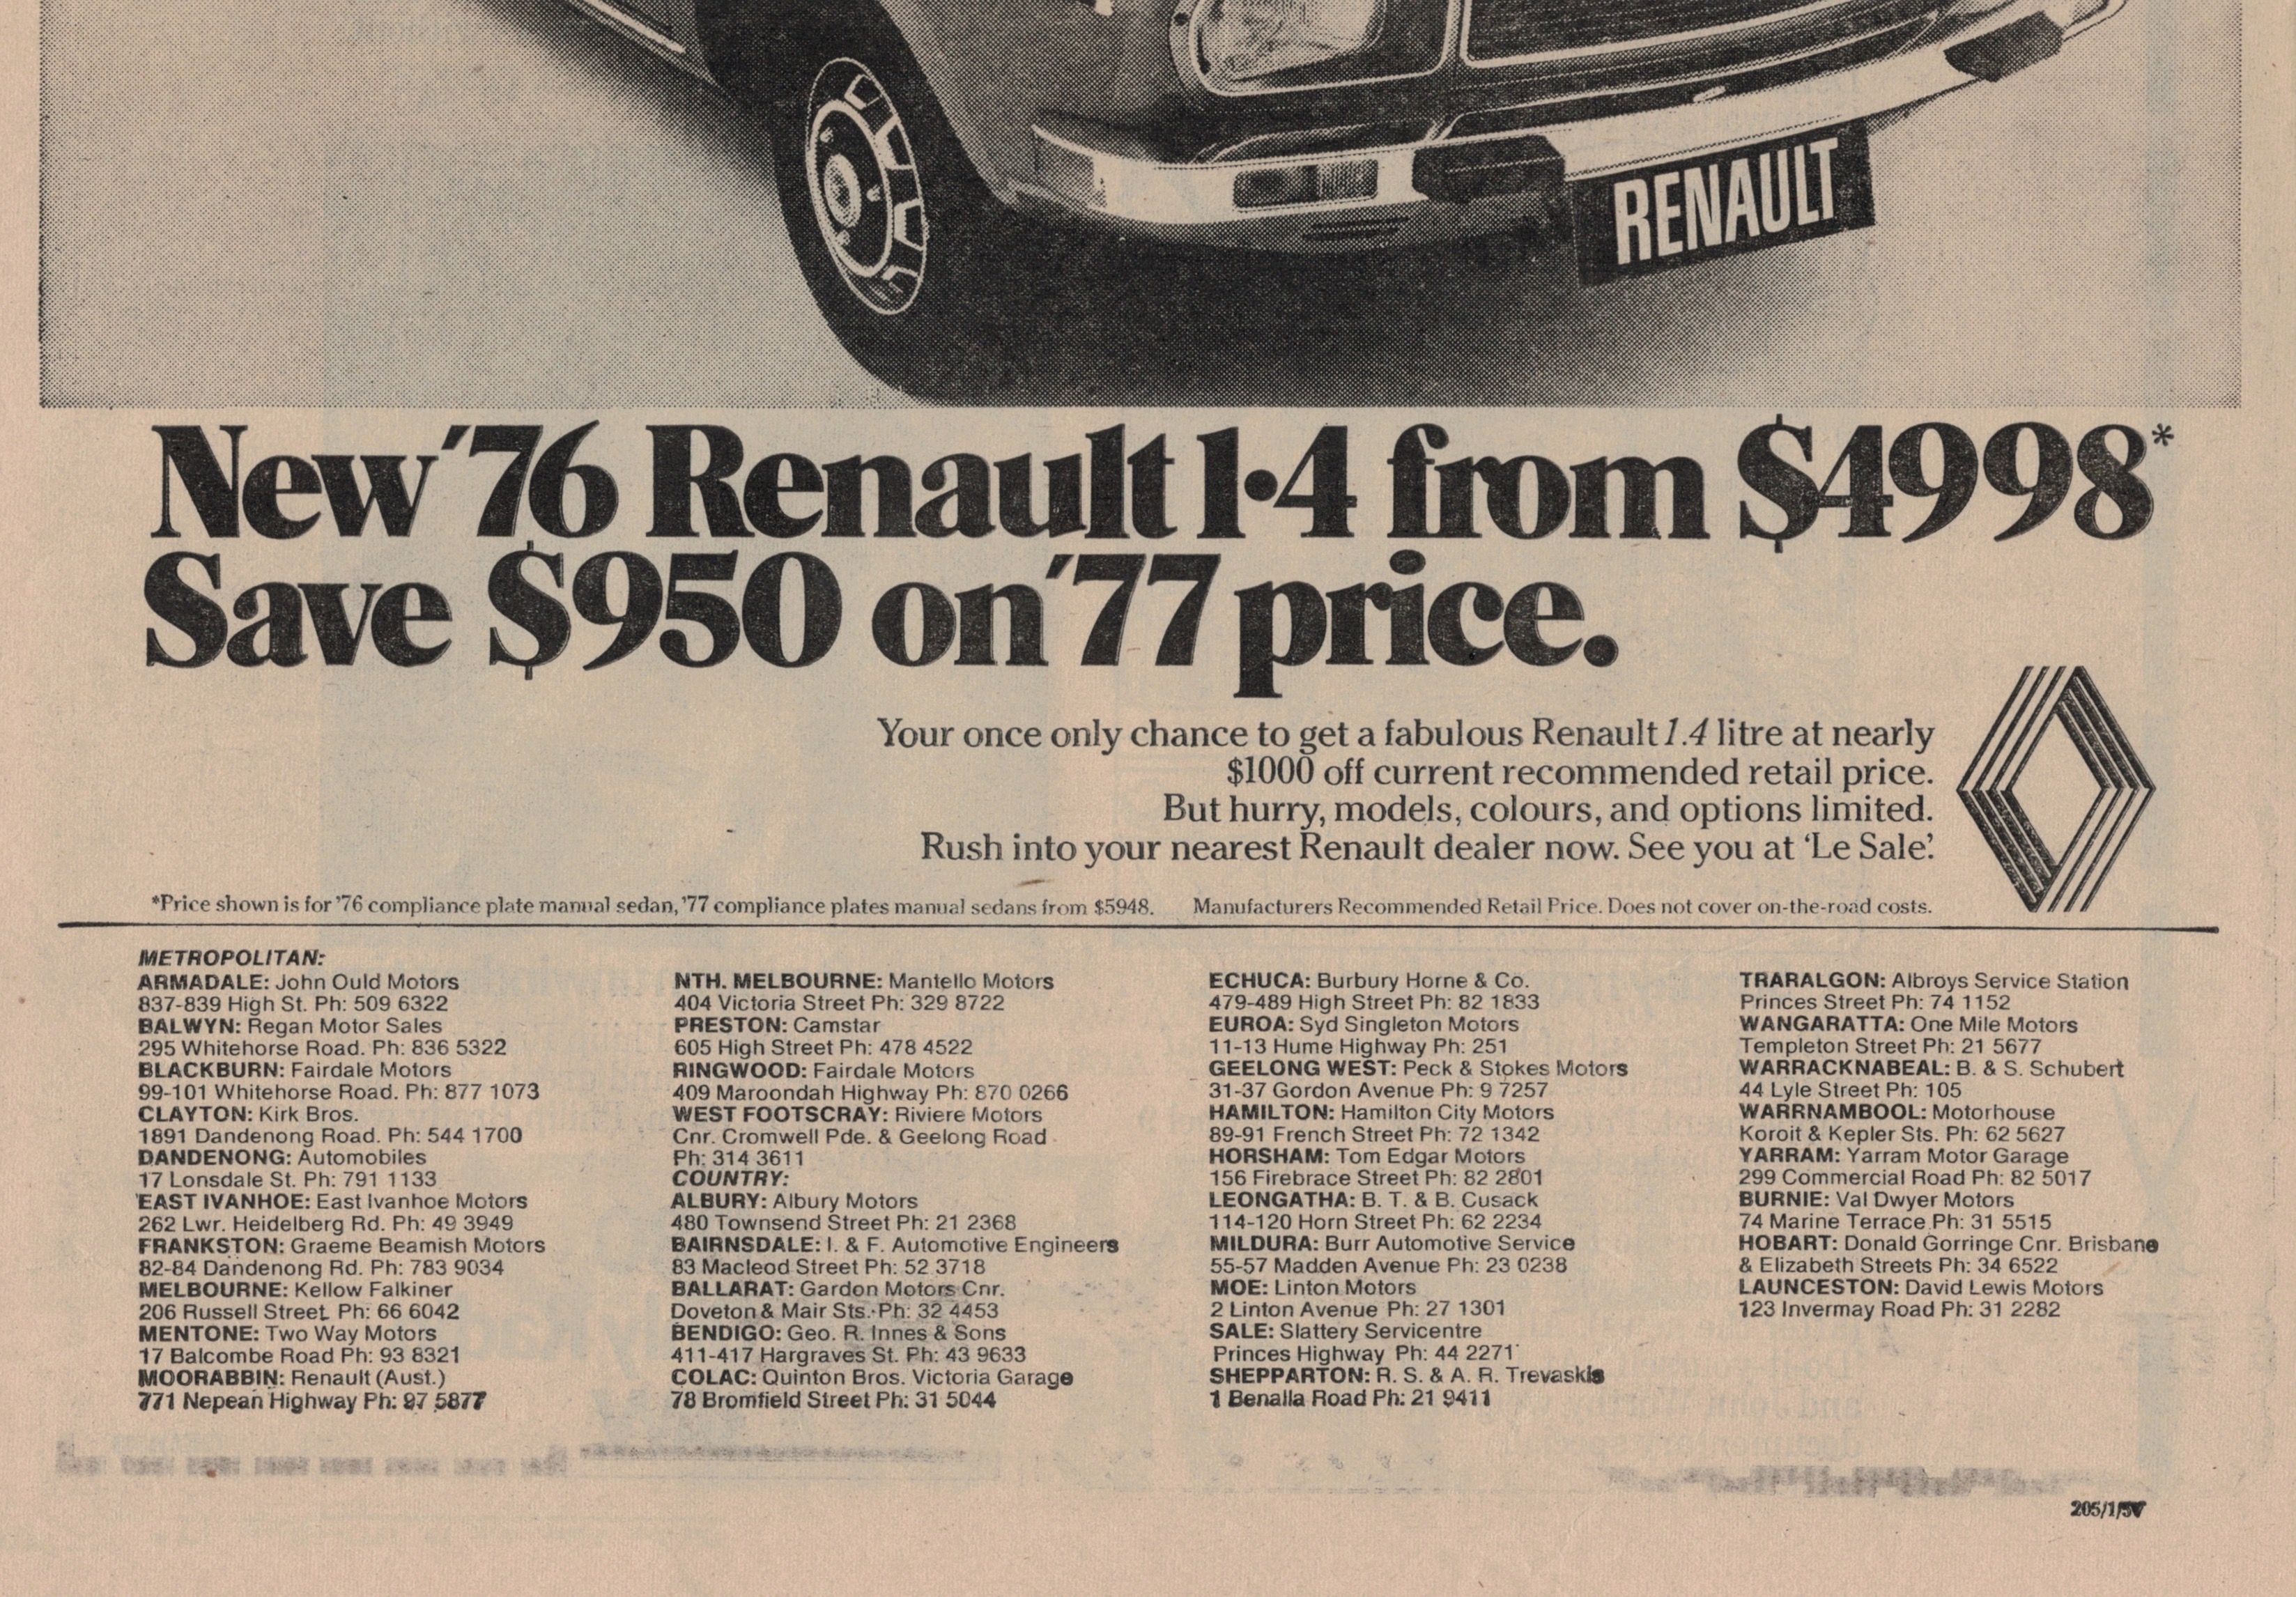 RENAULT
New '76 Renault 1·4 from $4998*
Save $950 on '77 price.
Your once only chance to get a fabulous Renault 1.4 litre at nearly
$1000 off current recommended retail price.
But hurry, models, colours, and options limited.
Rush into your nearest Renault dealer now. See you at ‘Le Sale’.
*Price shown is for '76 compliance plate manual sedan, '77 compliance plates manual sedans from $5948. Manufacturers Recommended Retail Price. Does not cover on-the-road costs.
METROPOLITAN:
ARMADALE: John Ould Motors
837-839 High St. Ph: 509 6322
BALWYN: Regan Motor Sales
295 Whitehorse Road. Ph: 836 5322
BLACKBURN: Fairdale Motors
99-101 Whitehorse Road. Ph: 877 1073
CLAYTON: Kirk Bros.
1891 Dandenong Road. Ph: 544 1700
DANDENONG: Automobiles
17 Lonsdale St. Ph: 791 1133
EAST IVANHOE: East Ivanhoe Motors
262 Lwr. Heidelberg Rd. Ph: 49 3949
FRANKSTON: Graeme Beamish Motors
82-84 Dandenong Rd. Ph: 783 9034
MELBOURNE: Kellow Falkiner
206 Russell Street. Ph: 66 6042
MENTONE: Two Way Motors
17 Balcombe Road Ph: 93 8321
MOORABBIN: Renault (Aust.)
771 Nepean Highway Ph: 97 5877
NTH. MELBOURNE: Mantello Motors
404 Victoria Street Ph: 329 8722
PRESTON: Camstar
605 High Street Ph: 478 4522
RINGWOOD: Fairdale Motors
409 Maroondah Highway Ph: 870 0266
WEST FOOTSCRAY: Riviere Motors
Cnr. Cromwell Pde. & Geelong Road
Ph: 314 3611
COUNTRY:
ALBURY: Albury Motors
480 Townsend Street Ph: 21 2368
BAIRNSDALE: I. & F. Automotive Engineers
83 Macleod Street Ph: 52 3718
BALLARAT: Gardon Motors Cnr.
Doveton & Mair Sts. Ph: 32 4453
BENDIGO: Geo. R. Innes & Sons
411-417 Hargraves St. Ph: 43 9633
COLAC: Quinton Bros. Victoria Garage
78 Bromfield Street Ph: 31 5044
ECHUCA: Burbury Horne & Co.
479-489 High Street Ph: 82 1833
EUROA: Syd Singleton Motors
11-13 Hume Highway Ph: 251
GEELONG WEST: Peck & Stokes Motors
31-37 Gordon Avenue Ph: 9 7257
HAMILTON: Hamilton City Motors
89-91 French Street Ph: 72 1342
HORSHAM: Tom Edgar Motors
156 Firebrace Street Ph: 82 2801
LEONGATHA: B. T. & B. Cusack
114-120 Horn Street Ph: 62 2234
MILDURA: Burr Automotive Service
55-57 Madden Avenue Ph: 23 0238
MOE: Linton Motors
2 Linton Avenue Ph: 27 1301
SALE: Slattery Servicentre
Princes Highway Ph: 44 2271
SHEPPARTON: R. S. & A. R. Trevaskis
1 Benalla Road Ph: 21 9411
TRARALGON: Albroys Service Station
Princes Street Ph: 74 1152
WANGARATTA: One Mile Motors
Templeton Street Ph: 21 5677
WARRACKNABEAL: B. & S. Schubert
44 Lyle Street Ph: 105
WARRNAMBOOL: Motorhouse
Koroit & Kepler Sts. Ph: 62 5627
YARRAM: Yarram Motor Garage
299 Commercial Road Ph: 82 5017
BURNIE: Val Dwyer Motors
74 Marine Terrace Ph: 31 5515
HOBART: Donald Gorringe Cnr. Brisbane
& Elizabeth Streets Ph: 34 6522
LAUNCESTON: David Lewis Motors
123 Invermay Road Ph: 31 2282